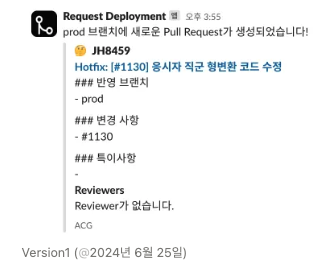 Request Deployment 앱 오후 3:55
prod 브랜치에 새로운 Pull Request가 생성되었습니다!
JH8459
Hotfix: [#1130] 응시자 직군 형변환 코드 수정
### 반영 브랜치
- prod
### 변경 사항
- #1130
### 특이사항
-
Reviewers
Reviewer가 없습니다.
ACG
Version1 (@2024년 6월 25일)